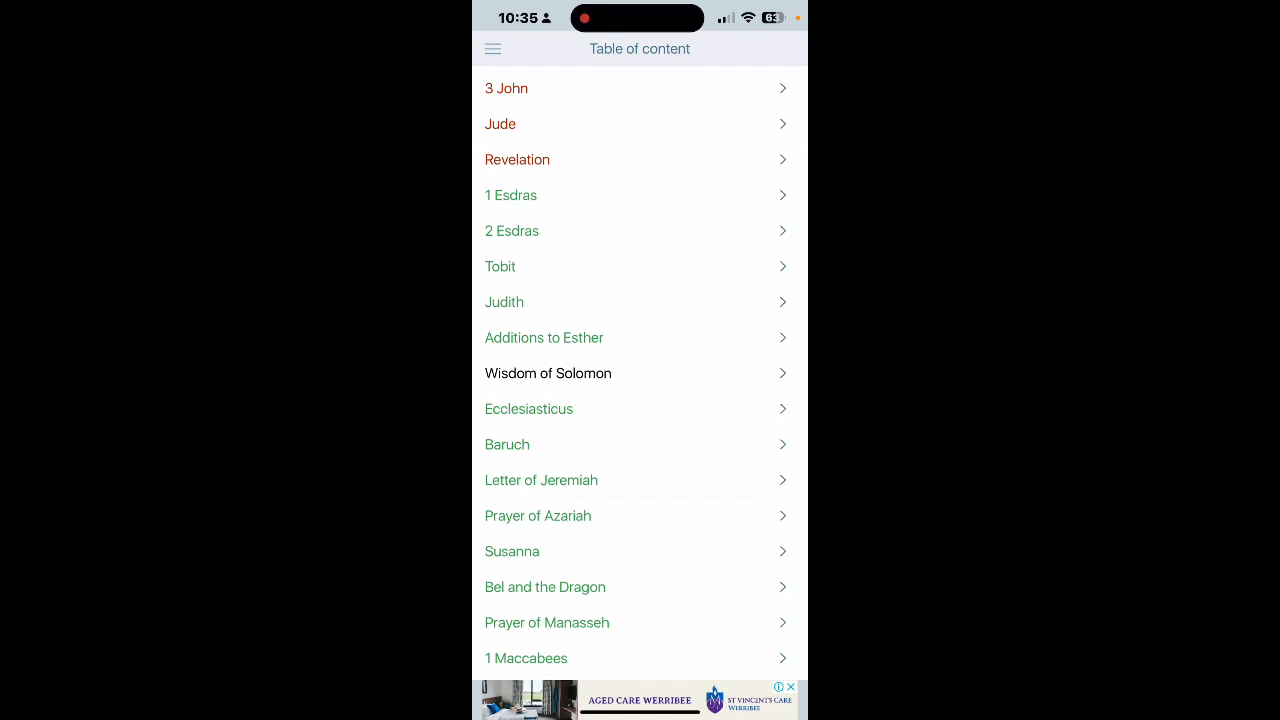 10:35
63
Table of content
3 John
Jude
Revelation
1 Esdras
2 Esdras
Tobit
Judith
Additions to Esther
Wisdom of Solomon
Ecclesiasticus
Baruch
Letter of Jeremiah
Prayer of Azariah
Susanna
Bel and the Dragon
Prayer of Manasseh
1 Maccabees
AGED CARE WERRIBEE
ST VINCENT'S CARE
WERRIBEE